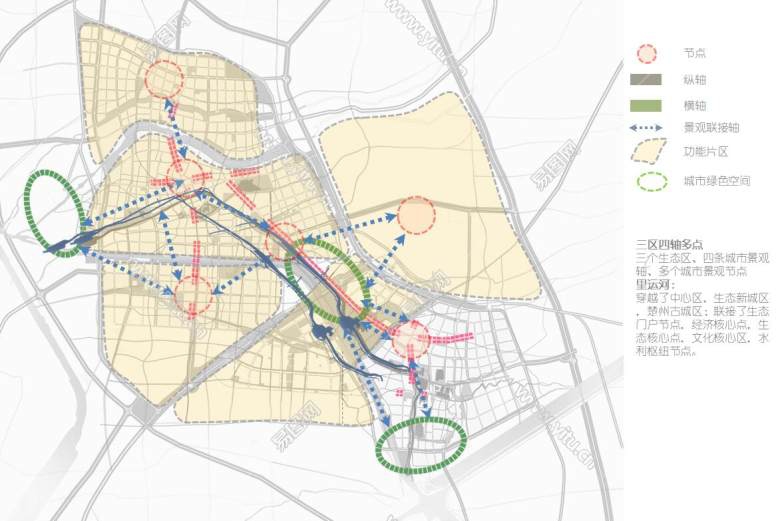 节点
纵轴
横轴
景观联接轴
功能片区
城市绿色空间
三区四轴多点
三个生态区、四条城市景观
轴、多个城市景观节点
里运河：
穿越了中心区、生态新城区
、楚州古城区；联接了生态
门户节点、经济核心点、生
态核心点、文化核心区、水
利枢纽节点。
易图网
www.yitu.cn
易图网
易图网
易图网
www.yitu.cn